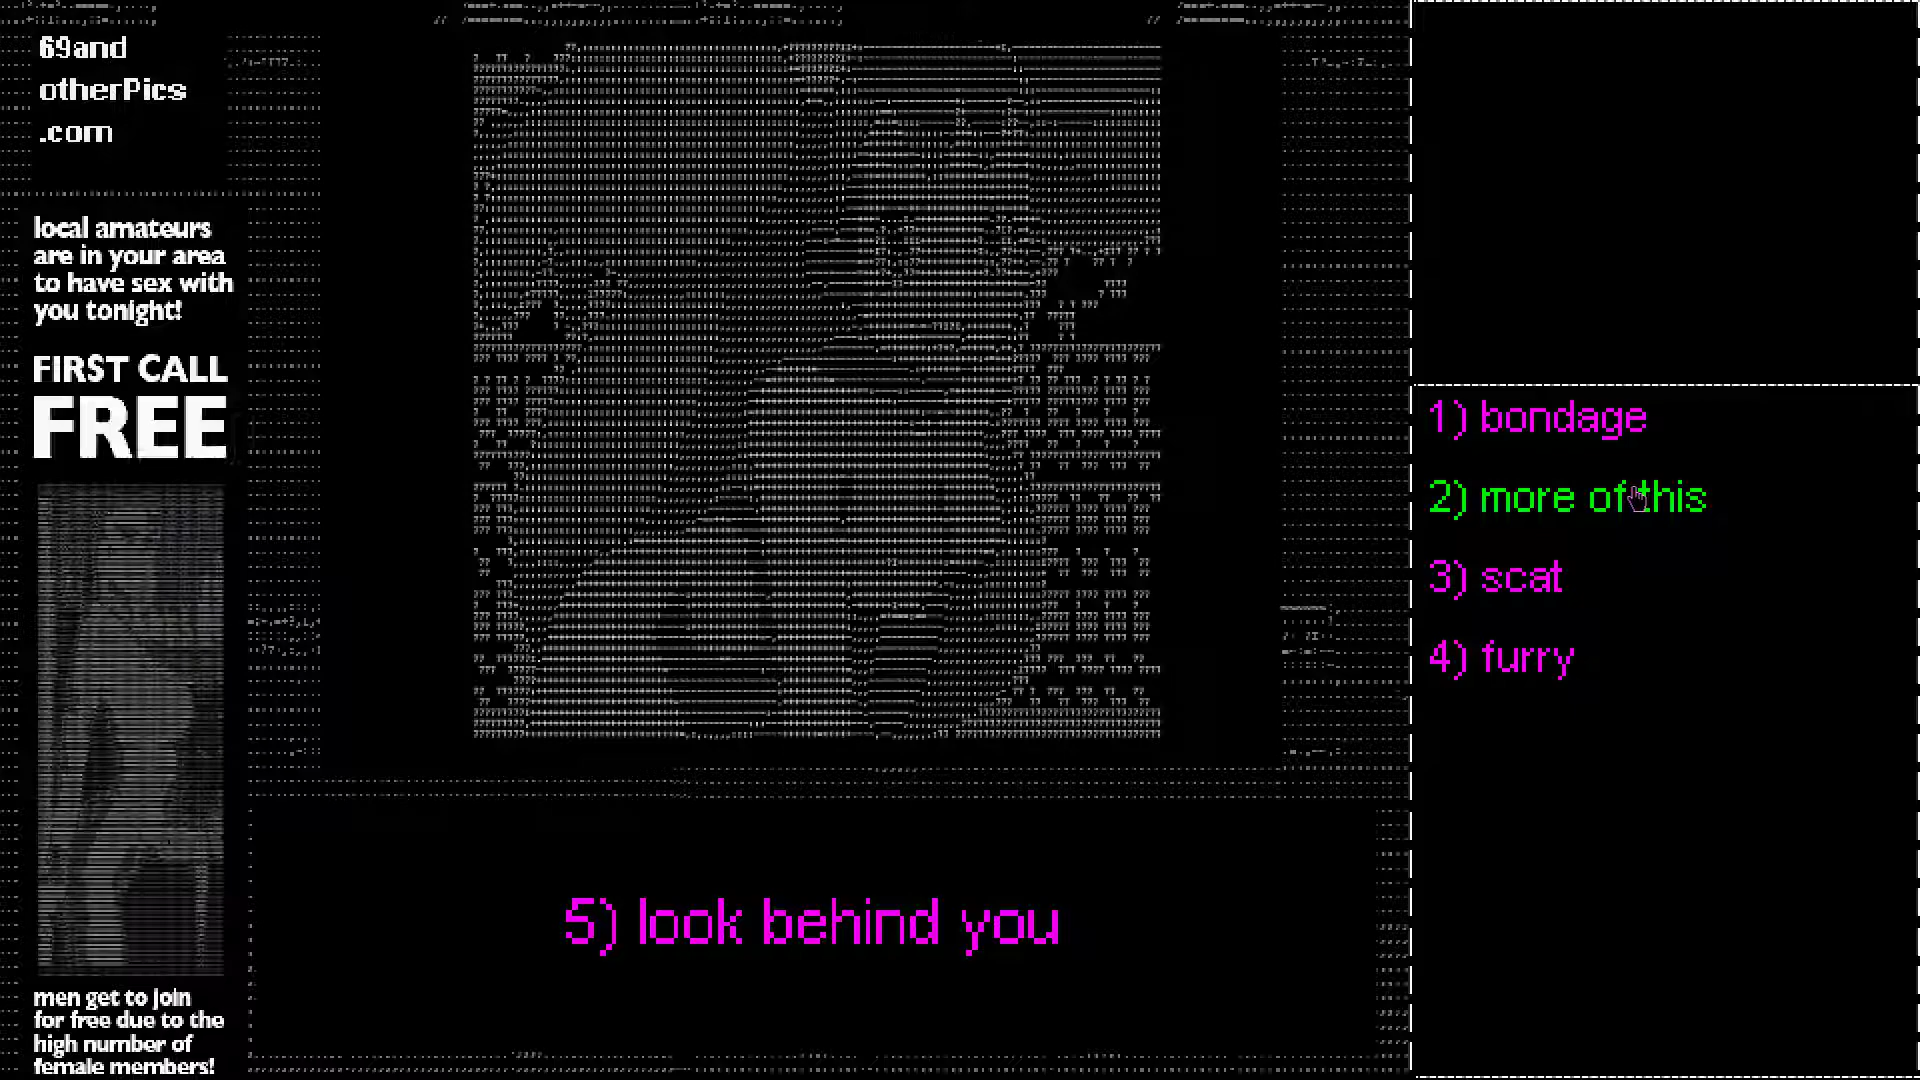 69and
otherPics
.com
local amateurs
are in your area
to have sex with
you tonight!
FIRST CALL
FREE
men get to join
for free due to the
high number of
female members!
1) bondage
2) more of this
3) scat
4) furry
5) look behind you